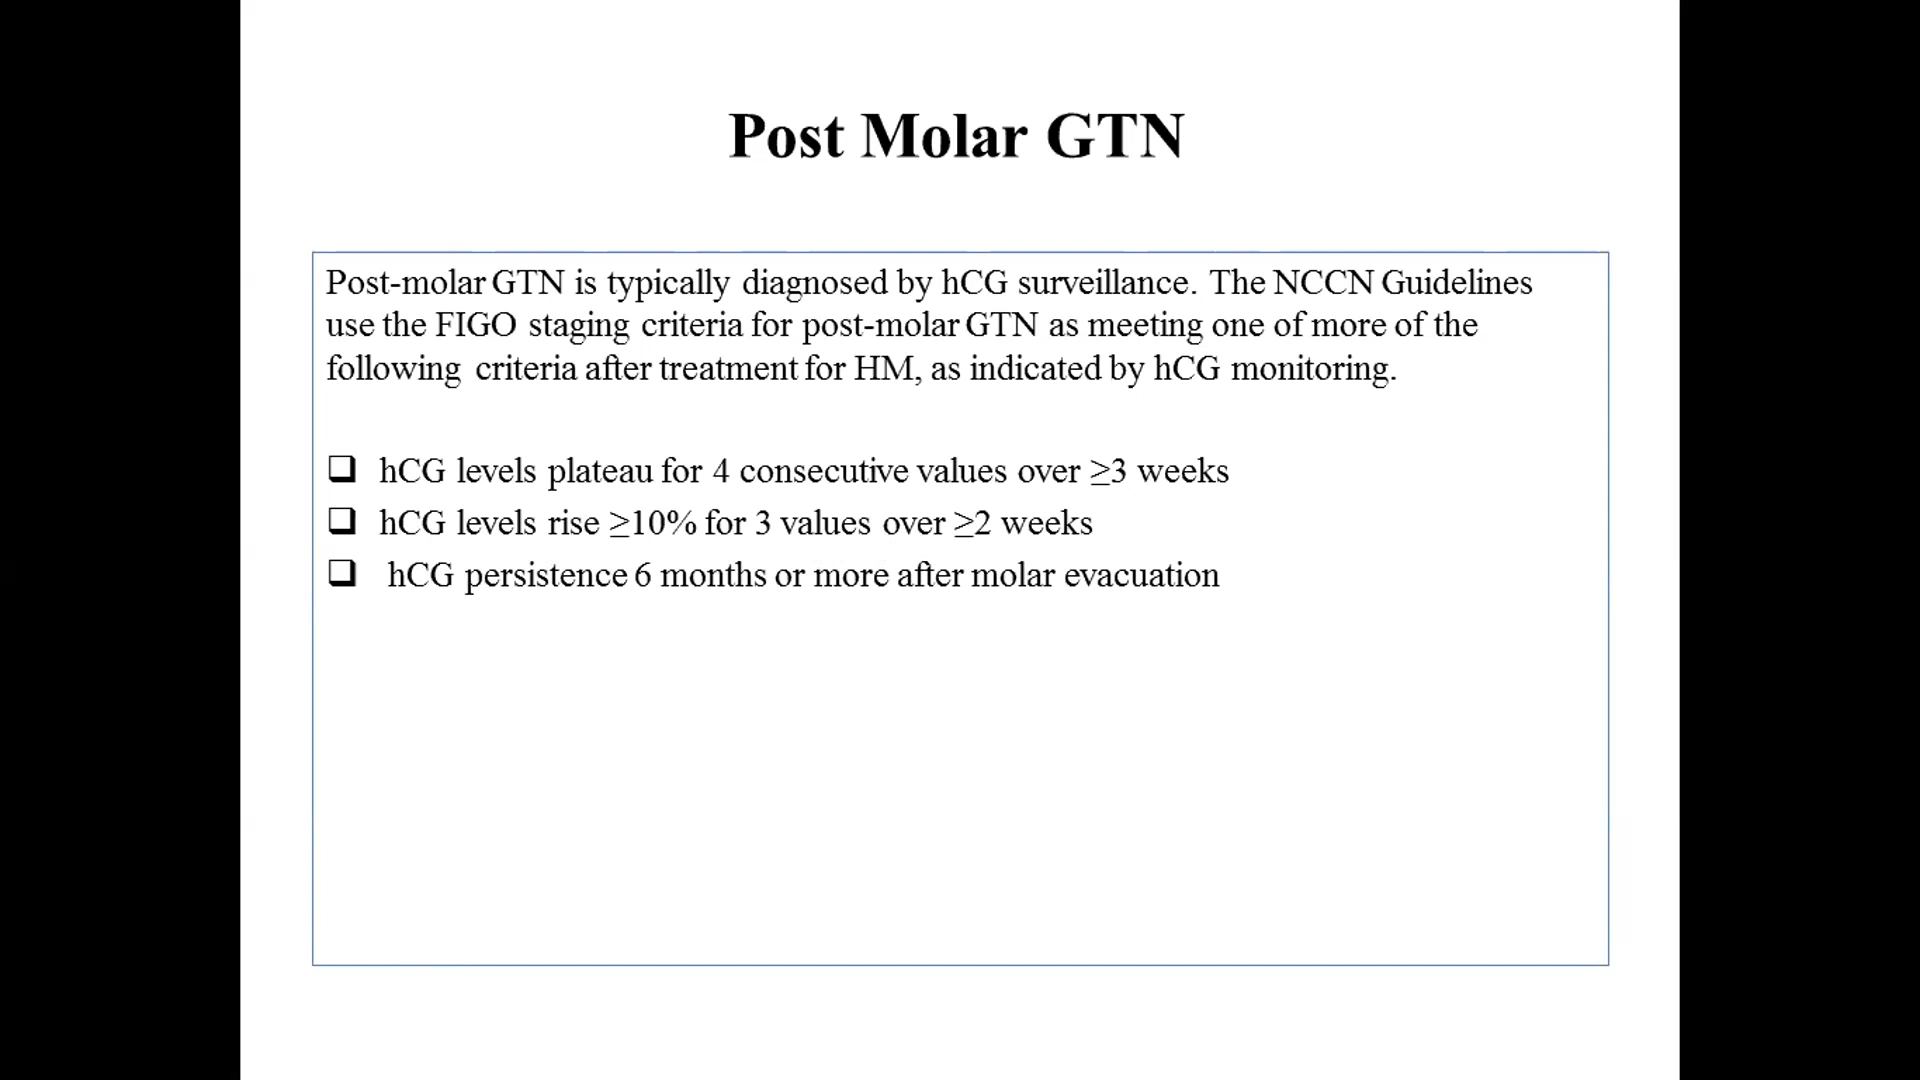 Post Molar GTN
Post-molar GTN is typically diagnosed by hCG surveillance. The NCCN Guidelines
use the FIGO staging criteria for post-molar GTN as meeting one of more of the
following criteria after treatment for HM, as indicated by hCG monitoring.
❑ hCG levels plateau for 4 consecutive values over ≥3 weeks
❑ hCG levels rise ≥10% for 3 values over ≥2 weeks
❑ hCG persistence 6 months or more after molar evacuation